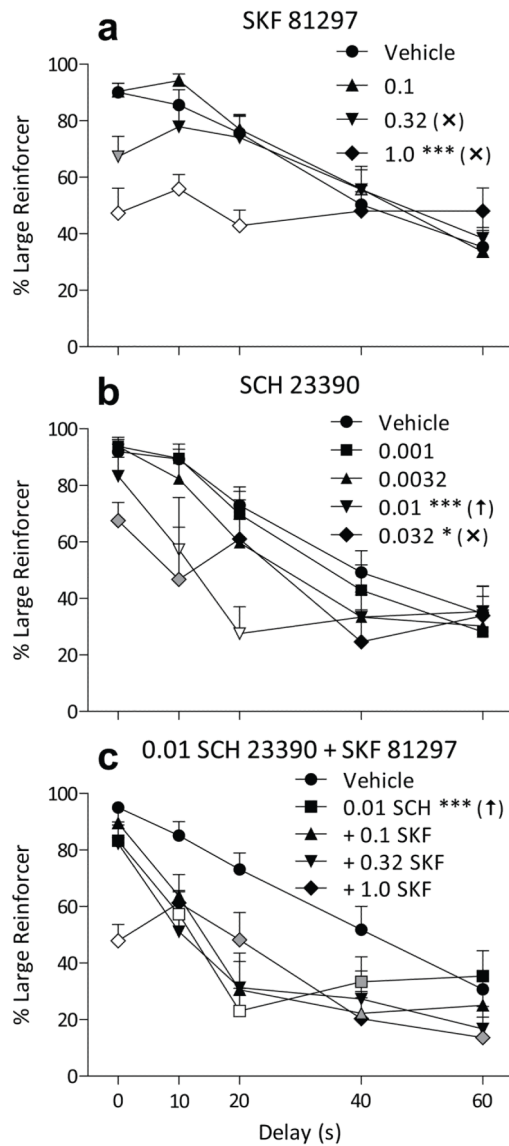 a
SKF 81297
Vehicle
0.1
0.32 (×)
1.0 *** (×)
% Large Reinforcer
100
80
60
40
20
0
b
SCH 23390
Vehicle
0.001
0.0032
0.01 *** (↑)
0.032 * (×)
% Large Reinforcer
100
80
60
40
20
0
c
0.01 SCH 23390 + SKF 81297
Vehicle
0.01 SCH *** (↑)
+ 0.1 SKF
+ 0.32 SKF
+ 1.0 SKF
% Large Reinforcer
100
80
60
40
20
0
0 10 20 40 60
Delay (s)